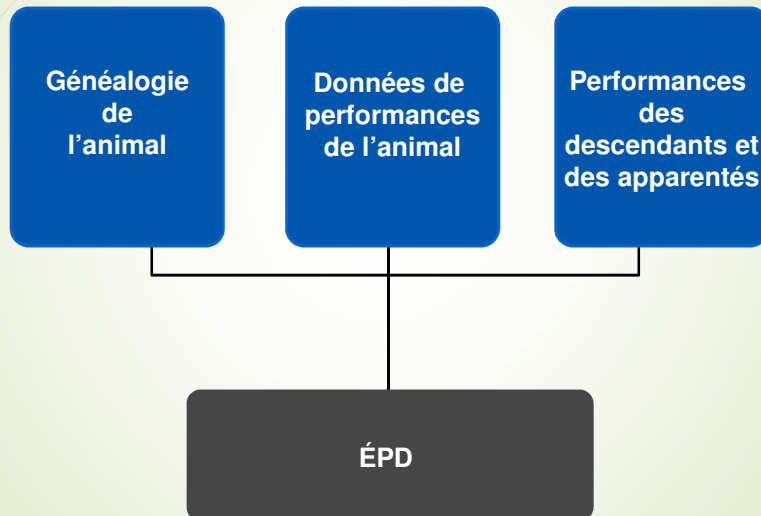 Généalogie
de
l’animal
Données de
performances
de l’animal
Performances
des
descendants et
des apparentés
ÉPD